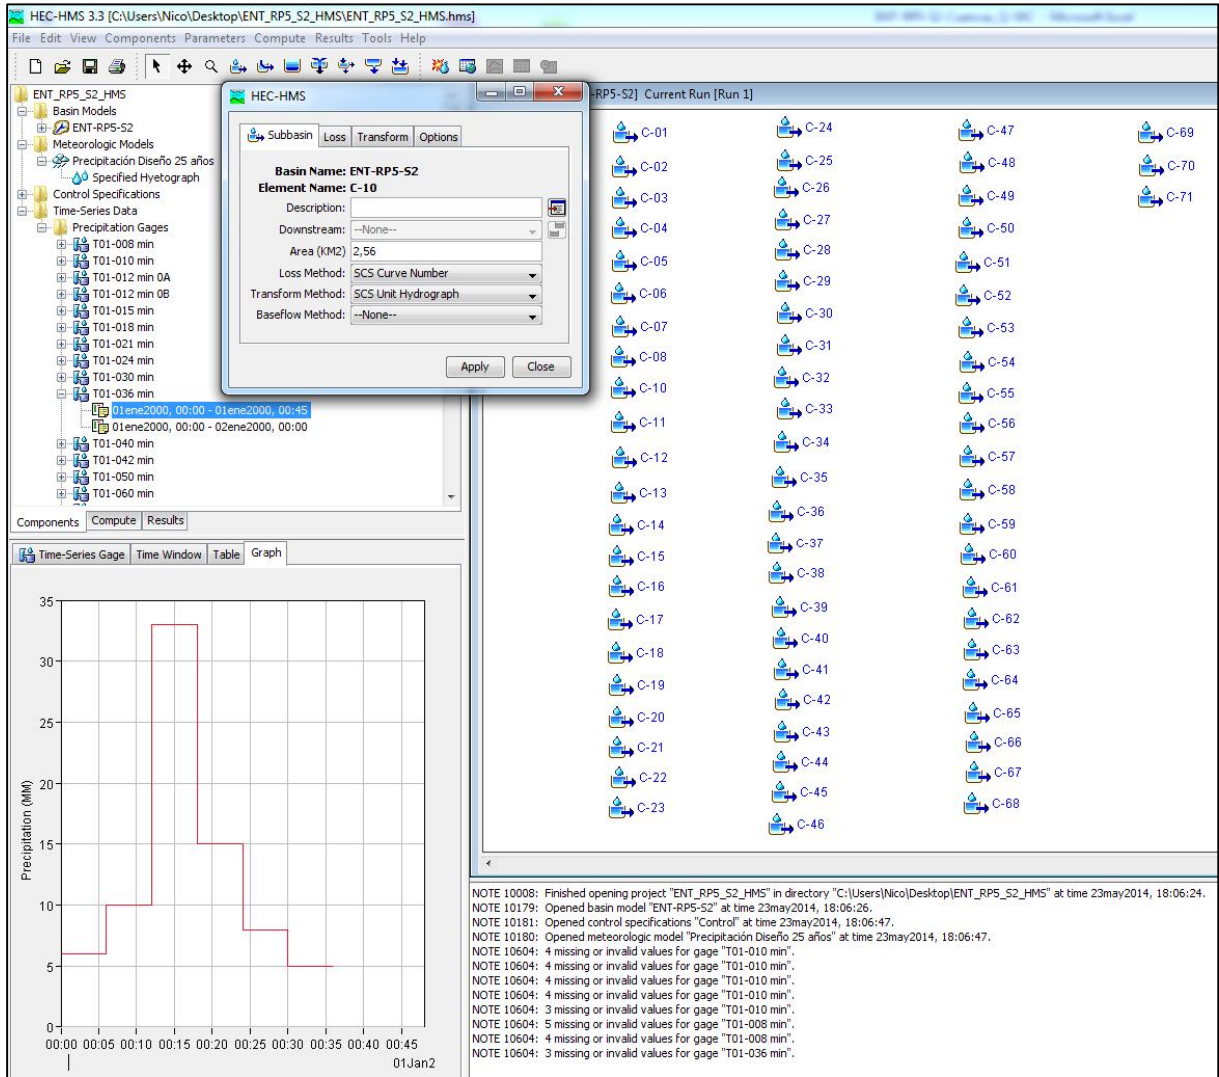 HEC-HMS 3.3 [C:\Users\Nico\Desktop\ENT_RP5_S2_HMS\ENT_RP5_S2_HMS.hms]
File Edit View Components Parameters Compute Results Tools Help
ENT_RP5_S2_HMS
Basin Models
ENT-RP5-S2
Meteorologic Models
Precipitación Diseño 25 años
Specified Hyetograph
Control Specifications
Time-Series Data
Precipitation Gages
T01-008 min
T01-010 min
T01-012 min 0A
T01-012 min 0B
T01-015 min
T01-018 min
T01-021 min
T01-024 min
T01-030 min
T01-036 min
01ene2000, 00:00 - 01ene2000, 00:45
01ene2000, 00:00 - 02ene2000, 00:00
T01-040 min
T01-042 min
T01-050 min
T01-060 min
Components Compute Results
HEC-HMS
Subbasin Loss Transform Options
Basin Name: ENT-RP5-S2
Element Name: C-10
Description:
Downstream: --None--
Area (KM2) 2,56
Loss Method: SCS Curve Number
Transform Method: SCS Unit Hydrograph
Baseflow Method: --None--
Apply Close
-RP5-S2] Current Run [Run 1]
C-01
C-02
C-03
C-04
C-05
C-06
C-07
C-08
C-10
C-11
C-12
C-13
C-14
C-15
C-16
C-17
C-18
C-19
C-20
C-21
C-22
C-23
C-24
C-25
C-26
C-27
C-28
C-29
C-30
C-31
C-32
C-33
C-34
C-35
C-36
C-37
C-38
C-39
C-40
C-41
C-42
C-43
C-44
C-45
C-46
C-47
C-48
C-49
C-50
C-51
C-52
C-53
C-54
C-55
C-56
C-57
C-58
C-59
C-60
C-61
C-62
C-63
C-64
C-65
C-66
C-67
C-68
C-69
C-70
C-71
Time-Series Gage Time Window Table Graph
Precipitation (MM)
35
30
25
20
15
10
5
0
00:00 00:05 00:10 00:15 00:20 00:25 00:30 00:35 00:40 00:45
01Jan2
NOTE 10008: Finished opening project "ENT_RP5_S2_HMS" in directory "C:\Users\Nico\Desktop\ENT_RP5_S2_HMS" at time 23may2014, 18:06:24.
NOTE 10179: Opened basin model "ENT-RP5-S2" at time 23may2014, 18:06:26.
NOTE 10181: Opened control specifications "Control" at time 23may2014, 18:06:47.
NOTE 10180: Opened meteorologic model "Precipitación Diseño 25 años" at time 23may2014, 18:06:47.
NOTE 10604: 4 missing or invalid values for gage "T01-010 min".
NOTE 10604: 4 missing or invalid values for gage "T01-010 min".
NOTE 10604: 4 missing or invalid values for gage "T01-010 min".
NOTE 10604: 4 missing or invalid values for gage "T01-010 min".
NOTE 10604: 3 missing or invalid values for gage "T01-010 min".
NOTE 10604: 5 missing or invalid values for gage "T01-008 min".
NOTE 10604: 4 missing or invalid values for gage "T01-008 min".
NOTE 10604: 3 missing or invalid values for gage "T01-036 min".